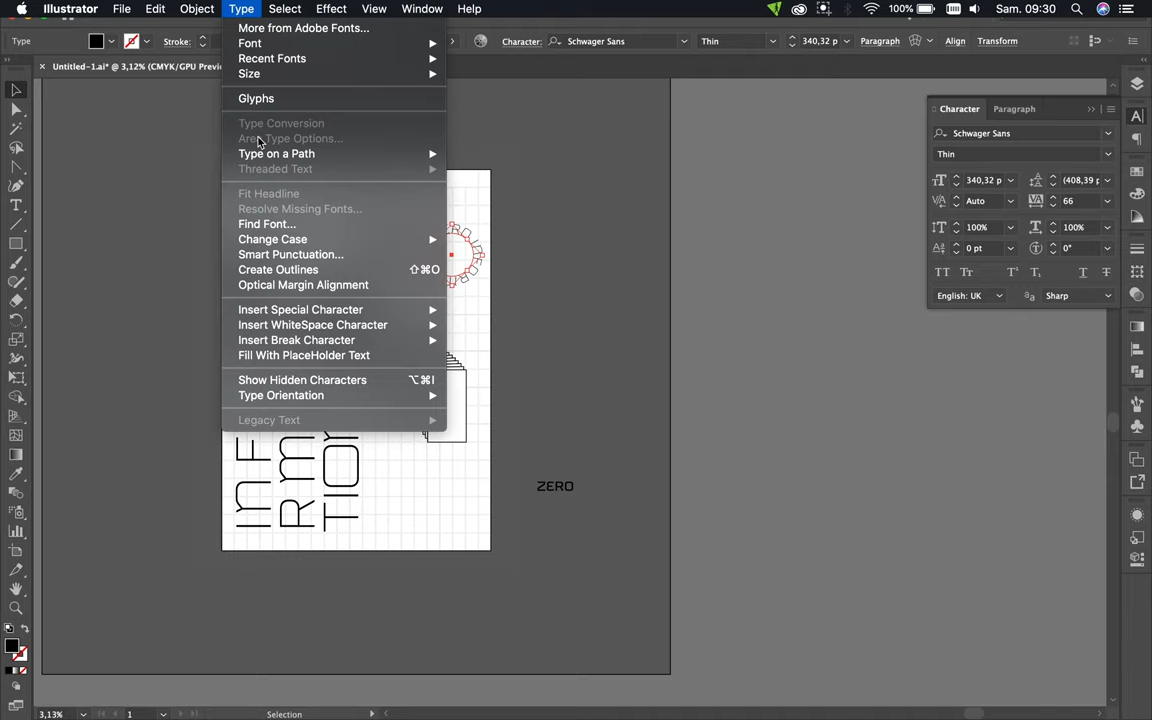 Illustrator File Edit Object Type Select Effect View Window Help 100% Sam. 09:30
Type Stroke: Character: Schwager Sans Thin 340,32 p Paragraph Align Transform
Untitled-1.ai* @ 3,12% (CMYK/GPU Previ
More from Adobe Fonts...
Font
Recent Fonts
Size
Glyphs
Type Conversion
Area Type Options...
Type on a Path
Threaded Text
Fit Headline
Resolve Missing Fonts...
Find Font...
Change Case
Smart Punctuation...
Create Outlines ⇧⌘O
Optical Margin Alignment
Insert Special Character
Insert WhiteSpace Character
Insert Break Character
Fill With PlaceHolder Text
Show Hidden Characters ⌥⌘I
Type Orientation
Legacy Text
Character Paragraph
Schwager Sans
Thin
340,32 p (408,39 p
Auto 66
100% 100%
0 pt 0°
English: UK Sharp
In F
Rm
TIO
ZERO
3,13% 1 Selection